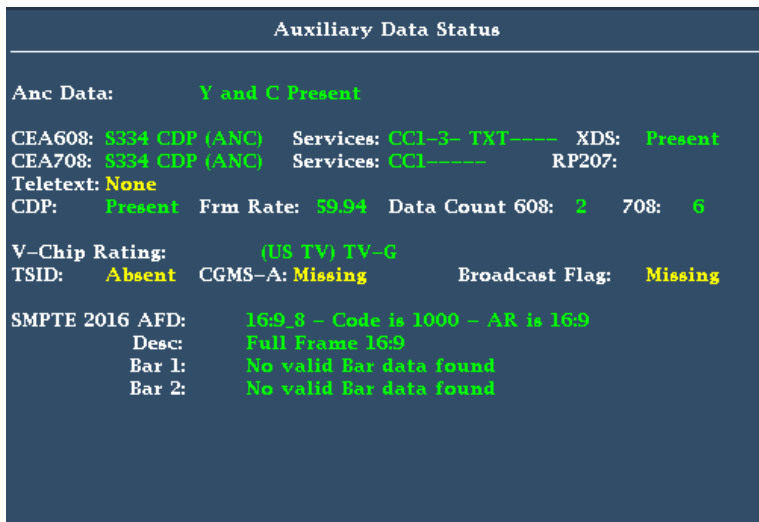 Auxiliary Data Status
Anc Data: Y and C Present
CEA608: S334 CDP (ANC) Services: CC1-3- TXT---- XDS: Present
CEA708: S334 CDP (ANC) Services: CC1----- RP207:
Teletext: None
CDP: Present Frm Rate: 59.94 Data Count 608: 2 708: 6
V-Chip Rating: (US TV) TV-G
TSID: Absent CGMS-A: Missing Broadcast Flag: Missing
SMPTE 2016 AFD: 16:9_8 - Code is 1000 - AR is 16:9
Desc: Full Frame 16:9
Bar 1: No valid Bar data found
Bar 2: No valid Bar data found